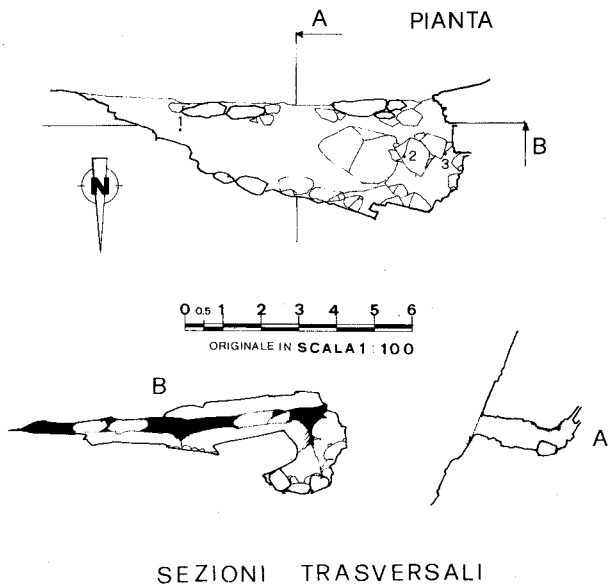 A PIANTA
1
2
3
B
N
0 0.5 1 2 3 4 5 6
ORIGINALE IN SCALA 1 : 100
B
A
SEZIONI TRASVERSALI